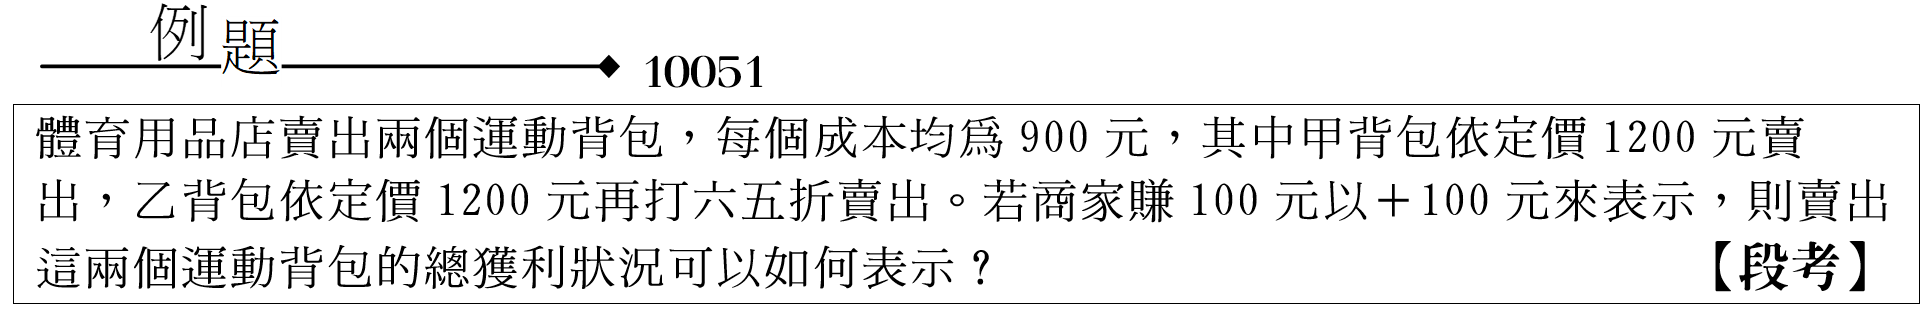 例題 10051
體育用品店賣出兩個運動背包，每個成本均為 900 元，其中甲背包依定價 1200 元賣
出，乙背包依定價 1200 元再打六五折賣出。若商家賺 100 元以＋100 元來表示，則賣出
這兩個運動背包的總獲利狀況可以如何表示？ 【段考】